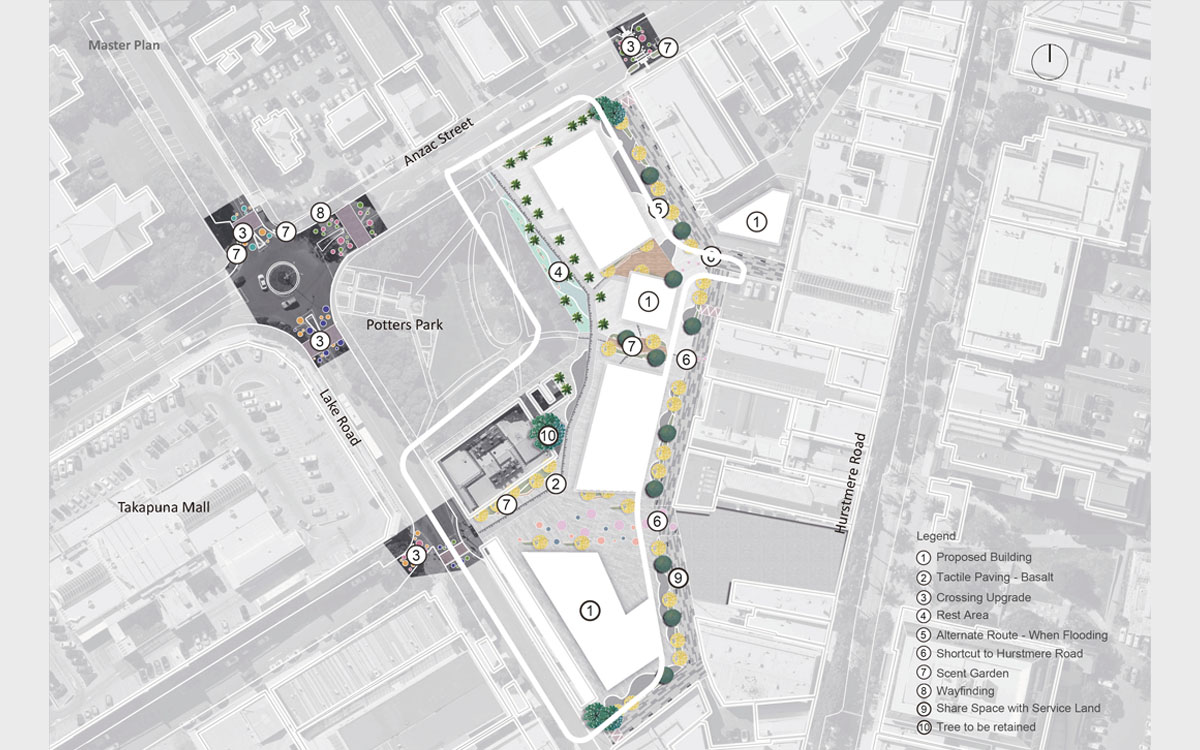 Master Plan
3
7
Anzac Street
8
3
7
7
5
1
6
4
1
Potters Park
3
7
6
Lake Road
10
2
Hurstmere Road
Takapuna Mall
7
6
3
9
1
Legend
1 Proposed Building
2 Tactile Paving - Basalt
3 Crossing Upgrade
4 Rest Area
5 Alternate Route - When Flooding
6 Shortcut to Hurstmere Road
7 Scent Garden
8 Wayfinding
9 Share Space with Service Land
10 Tree to be retained